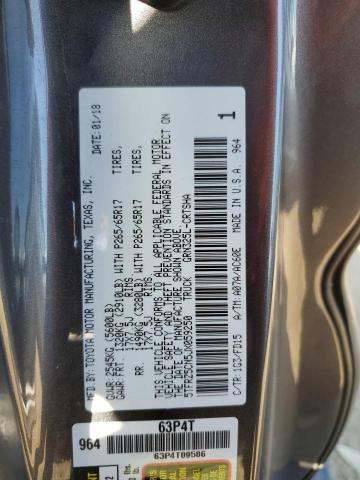 MFD. BY:
TOYOTA MOTOR MANUFACTURING, TEXAS, INC. DATE: 01/18
GVWR: 2545KG (5600LB)
GAWR: FRT. 1320KG (2910LB) WITH P265/65R17 TIRES,
17X7.5J RIMS,
RR. 1490KG (3280LB) WITH P265/65R17 TIRES,
17X7.5J RIMS.
THIS VEHICLE CONFORMS TO ALL APPLICABLE FEDERAL MOTOR
VEHICLE SAFETY AND THEFT PREVENTION STANDARDS IN
EFFECT ON THE DATE OF MANUFACTURE SHOWN ABOVE.
5TFRZ5CN5JX059250 TRUCK GRN325L-CRTSHA
1
C/TR:1G3/FD15 A/TM:A07A/AC60E MADE IN U.S.A. 964
964
63P4T
63P4T09586